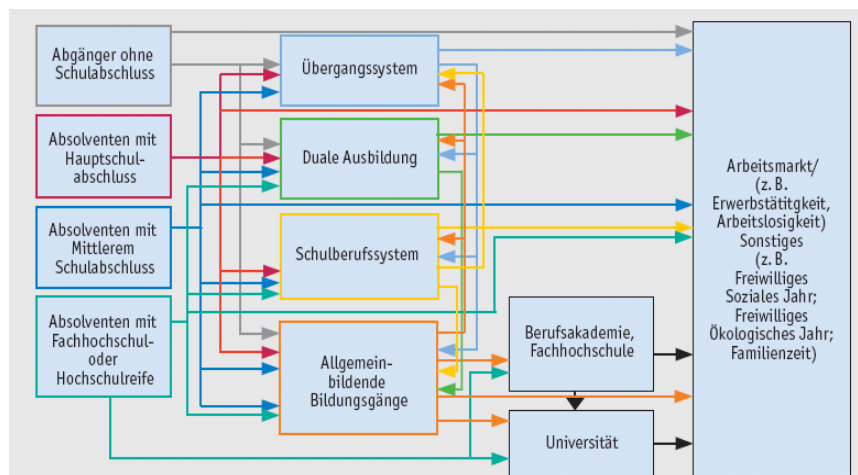 Abgänger ohne
Schulabschluss
Absolventen mit
Hauptschul-
abschluss
Absolventen mit
Mittlerem
Schulabschluss
Absolventen mit
Fachhochschul-
oder
Hochschulreife
Übergangssystem
Duale Ausbildung
Schulberufssystem
Allgemein-
bildende
Bildungsgänge
Berufsakademie,
Fachhochschule
Universität
Arbeitsmarkt/
(z. B.
Erwerbstätitgkeit,
Arbeitslosigkeit)
Sonstiges
(z. B.
Freiwilliges
Soziales Jahr;
Freiwilliges
Ökologisches Jahr;
Familienzeit)